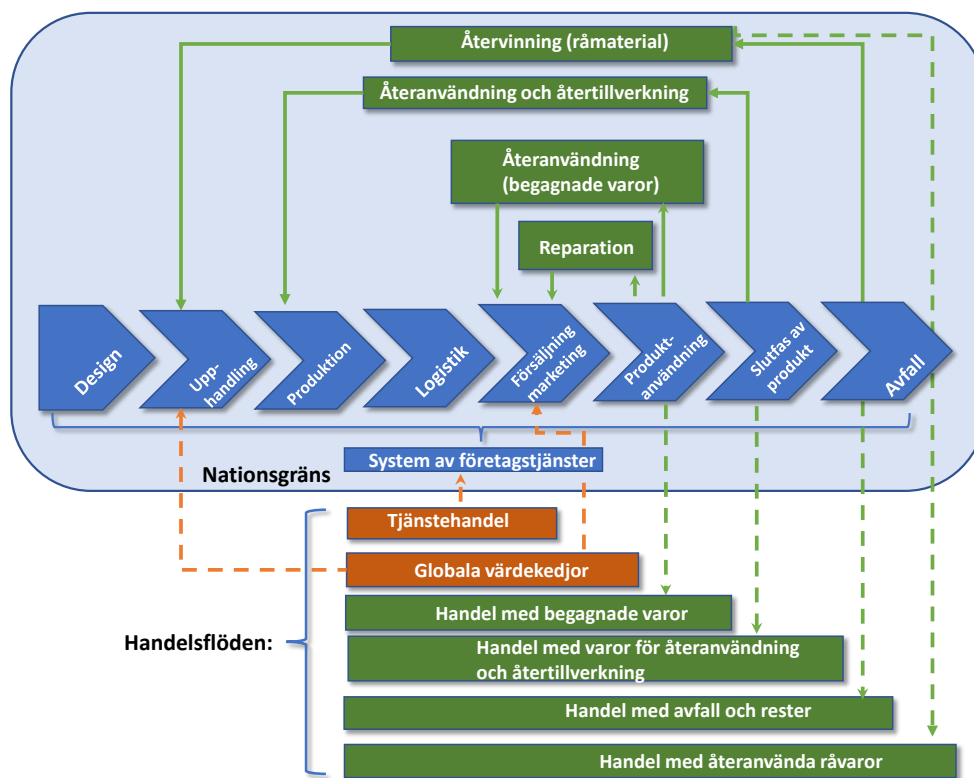 Återvinning (råmaterial)
Återanvändning och återtillverkning
Återanvändning
(begagnade varor)
Reparation
Design
Upp-
handling
Produktion
Logistik
Försäljning
marketing
Produkt-
användning
Slutfas av
produkt
Avfall
System av företagstjänster
Nationsgräns
Tjänstehandel
Globala värdekedjor
Handel med begagnade varor
Handelsflöden:
Handel med varor för återanvändning
och återtillverkning
Handel med avfall och rester
Handel med återanvända råvaror